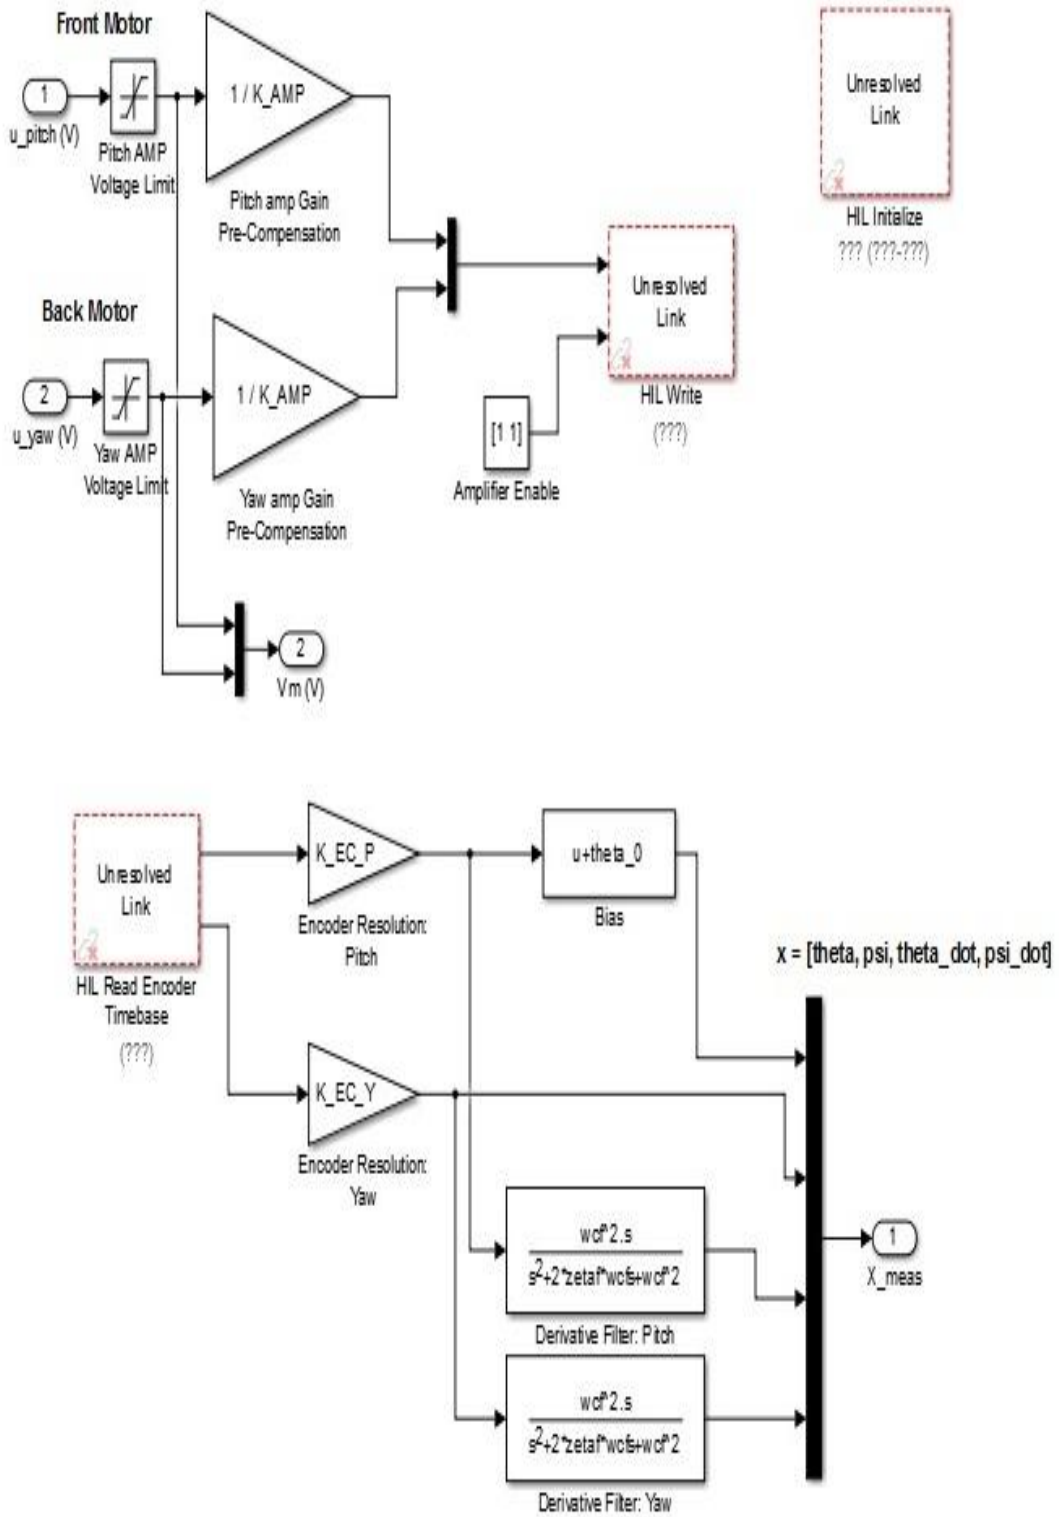 Front Motor
1
u_pitch (V)
Pitch AMP
Voltage Limit
1 / K_AMP
Pitch amp Gain
Pre-Compensation
Unresolved
Link
HIL Initialize
??? (???-???)
Back Motor
2
u_yaw (V)
Yaw AMP
Voltage Limit
1 / K_AMP
Yaw amp Gain
Pre-Compensation
[1 1]
Amplifier Enable
Unresolved
Link
HIL Write
(???)
2
Vm (V)
Unresolved
Link
HIL Read Encoder
Timebase
(???)
K_EC_P
Encoder Resolution:
Pitch
u+theta_0
Bias
x = [theta, psi, theta_dot, psi_dot]
K_EC_Y
Encoder Resolution:
Yaw
wcf^2.s
s^2+2*zetaf*wcfs+wcf^2
Derivative Filter: Pitch
wcf^2.s
s^2+2*zetaf*wcfs+wcf^2
Derivative Filter: Yaw
1
X_meas